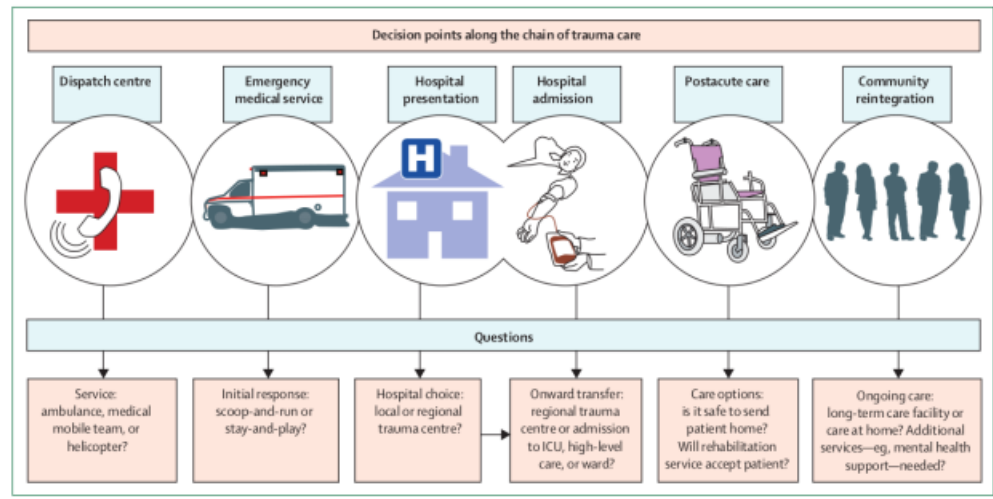 Decision points along the chain of trauma care
Dispatch centre
Emergency
medical service
Hospital
presentation
Hospital
admission
Postacute care
Community
reintegration
H
Questions
Service:
ambulance, medical
mobile team, or
helicopter?
Initial response:
scoop-and-run or
stay-and-play?
Hospital choice:
local or regional
trauma centre?
Onward transfer:
regional trauma
centre or admission
to ICU, high-level
care, or ward?
Care options:
is it safe to send
patient home?
Will rehabilitation
service accept patient?
Ongoing care:
long-term care facility or
care at home? Additional
services—eg, mental health
support—needed?